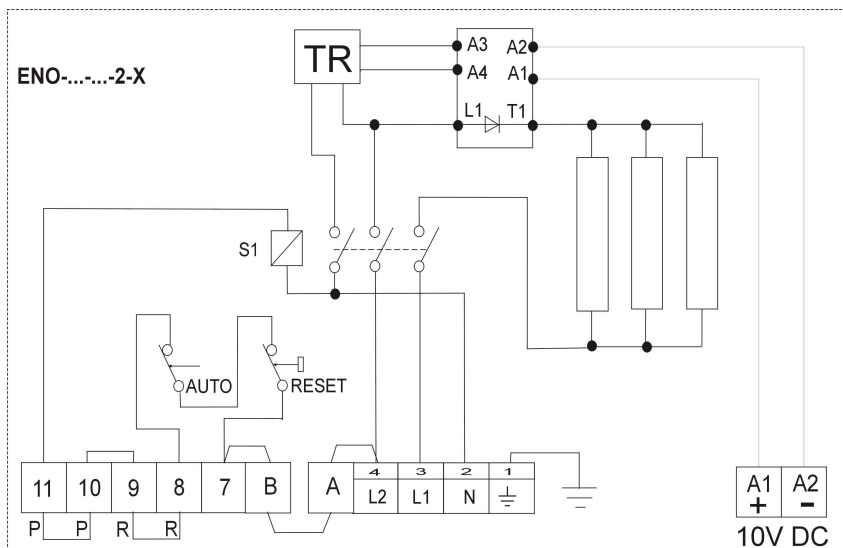 ENO-...-...-2-X
TR
A3 A2
A4 A1
L1 T1
S1
AUTO RESET
11 10 9 8 7 B A 4 3 2 1
L2 L1 N
P P R R
A1 A2
+ -
10V DC